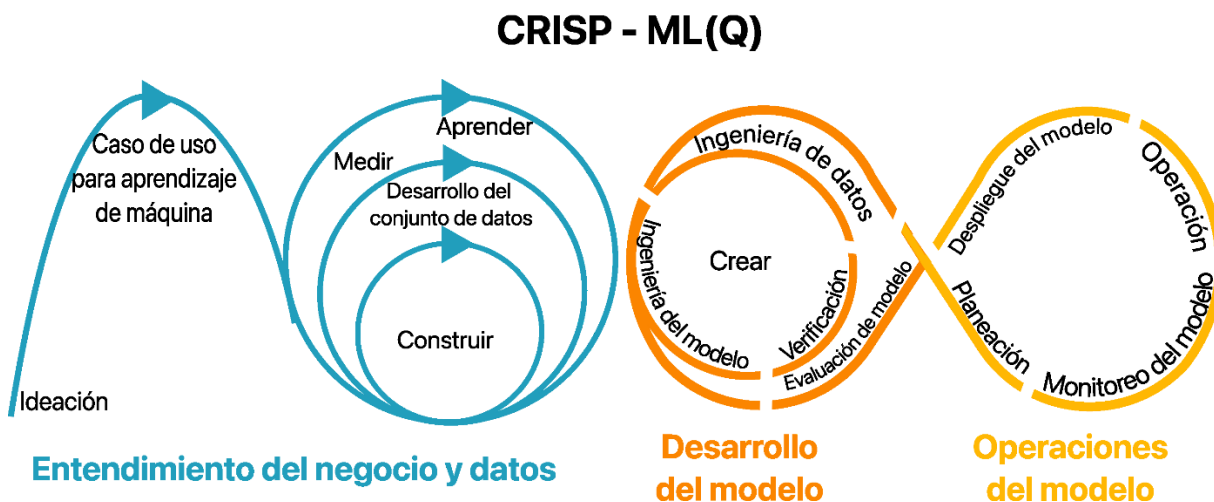 CRISP - ML(Q)
Ideación
Caso de uso
para aprendizaje
de máquina
Aprender
Medir
Desarrollo del
conjunto de datos
Construir
Entendimiento del negocio y datos
Ingeniería de datos
Crear
Ingeniería del modelo
Verificación
Evaluación de modelo
Desarrollo
del modelo
Despliegue del modelo
Operación
Planeación
Monitoreo del modelo
Operaciones
del modelo